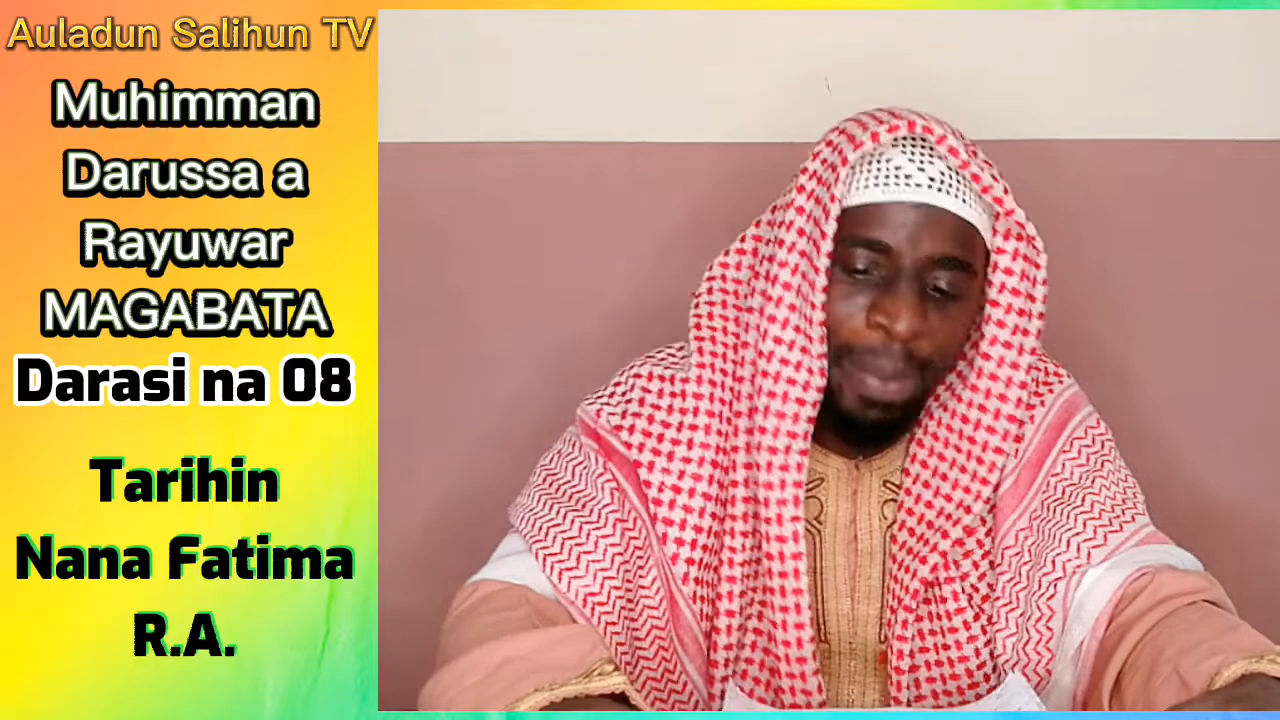 Auladun Salihun TV
Muhimman
Darussa a
Rayuwar
MAGABATA
Darasi na 08
Tarihin
Nana Fatima
R.A.